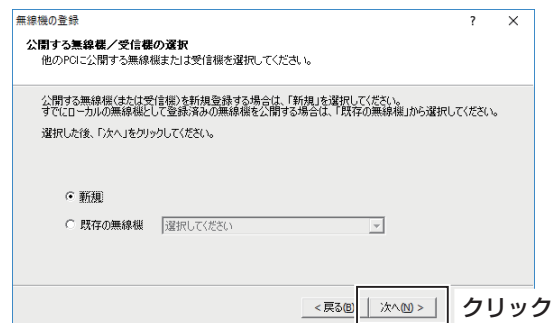 無線機の登録 ? ×
公開する無線機／受信機の選択
他のPCに公開する無線機または受信機を選択してください。
公開する無線機(または受信機)を新規登録する場合は、「新規」を選択してください。
すでにローカルの無線機として登録済みの無線機を公開する場合は、「既存の無線機」から選択してください。
選択した後、「次へ」をクリックしてください。
新規
既存の無線機 選択してください
< 戻る(B) 次へ(N) > クリック